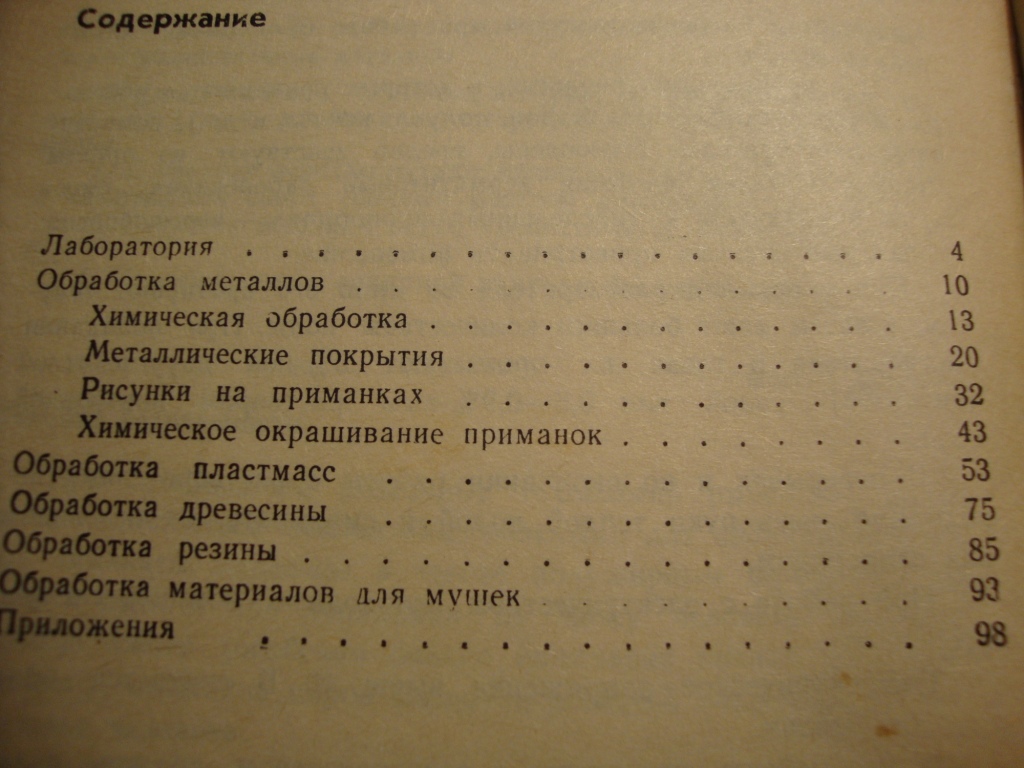 Содержание
Лаборатория . . . . . . . . . . . . . . . . . . 4
Обработка металлов . . . . . . . . . . . . . . . 10
Химическая обработка . . . . . . . . . . . . . 13
Металлические покрытия . . . . . . . . . . . . 20
Рисунки на приманках . . . . . . . . . . . . 32
Химическое окрашивание приманок . . . . . . . . 43
Обработка пластмасс . . . . . . . . . . . . . . 53
Обработка древесины . . . . . . . . . . . . . . 75
Обработка резины . . . . . . . . . . . . . . . . 85
Обработка материалов для мушек . . . . . . . . . . 93
Приложения . . . . . . . . . . . . . . . . . 98